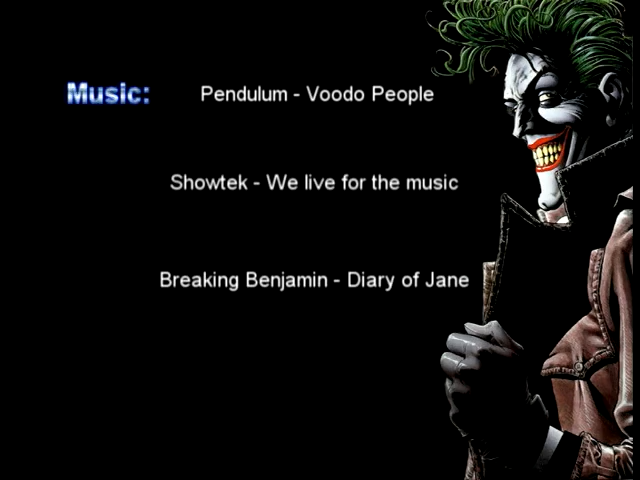 Music: Pendulum - Voodo People
Showtek - We live for the music
Breaking Benjamin - Diary of Jane